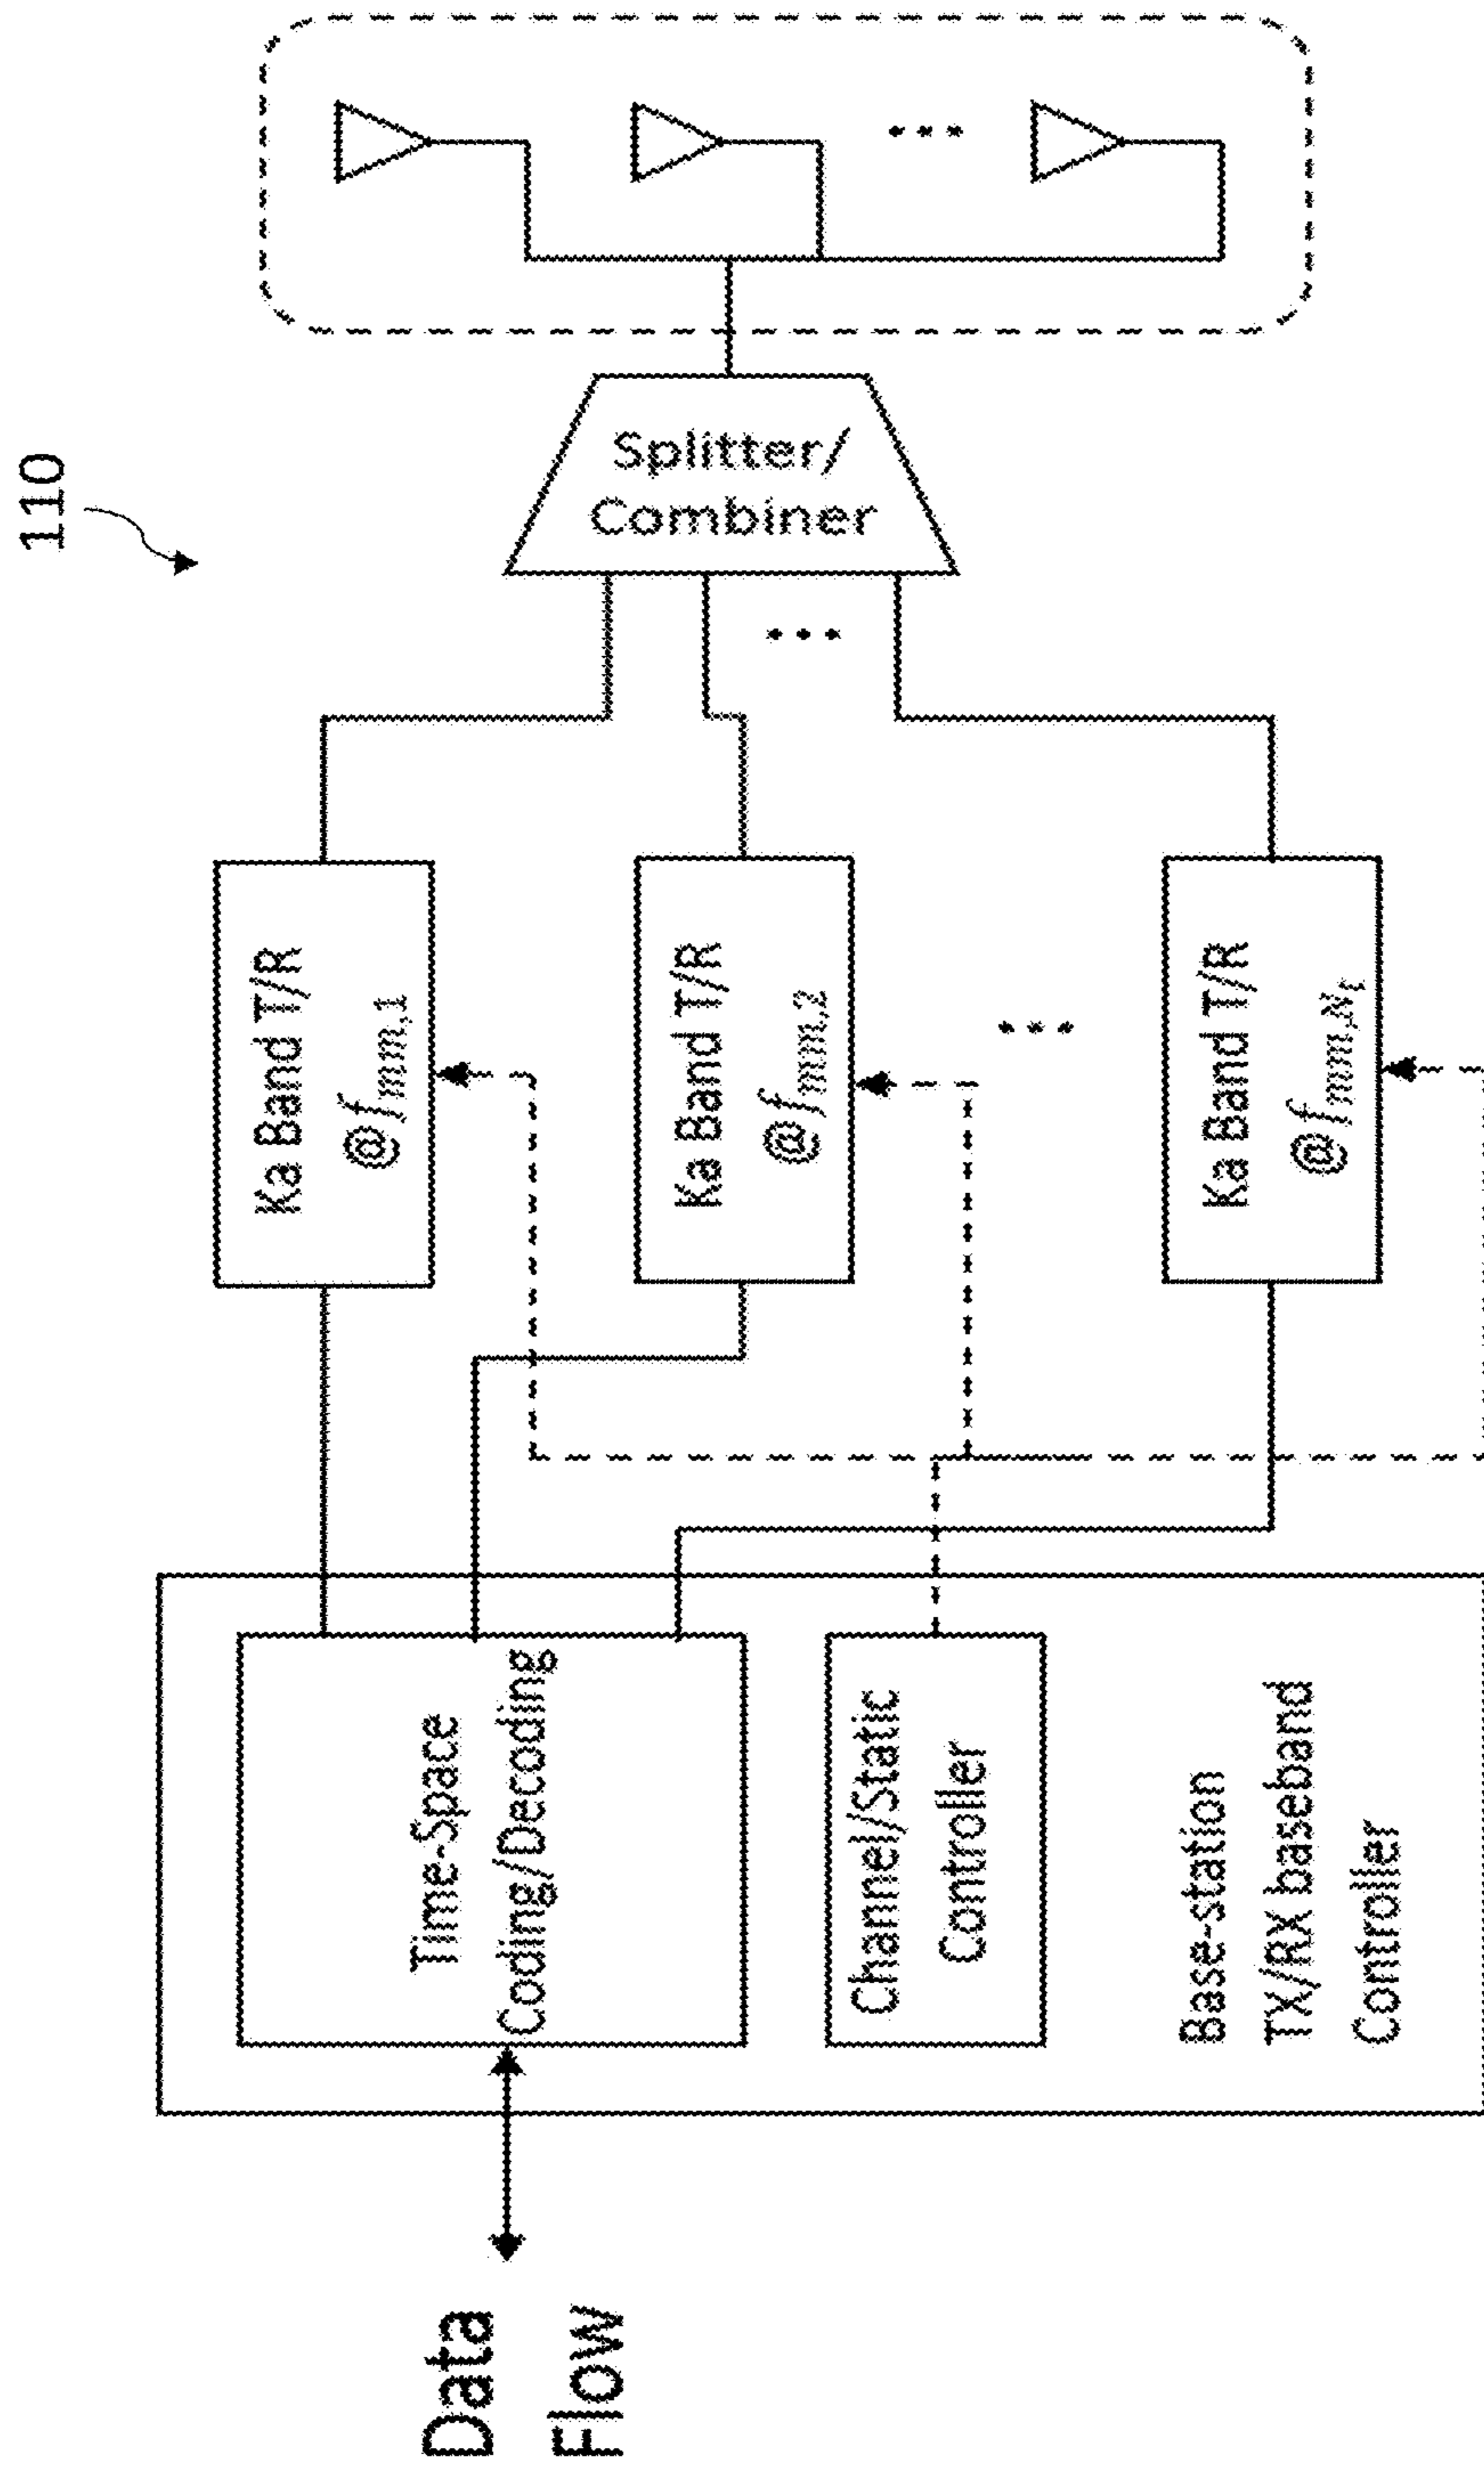 110
Data
Flow
Time-Space
Coding/Decoding
Channel/Static
Controller
Base-station
TX/RX baseband
Controller
Ka Band T/R
@f_{mm,1}
Ka Band T/R
@f_{mm,2}
Ka Band T/R
@f_{mm,N_t}
Splitter/
Combiner